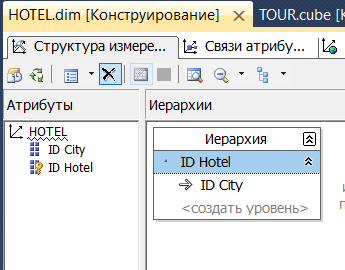 HOTEL.dim [Конструирование]
TOUR.cube [К
Структура измере...
Связи атрибу...
Атрибуты
Иерархии
HOTEL
ID City
ID Hotel
Иерархия
ID Hotel
ID City
<создать уровень>